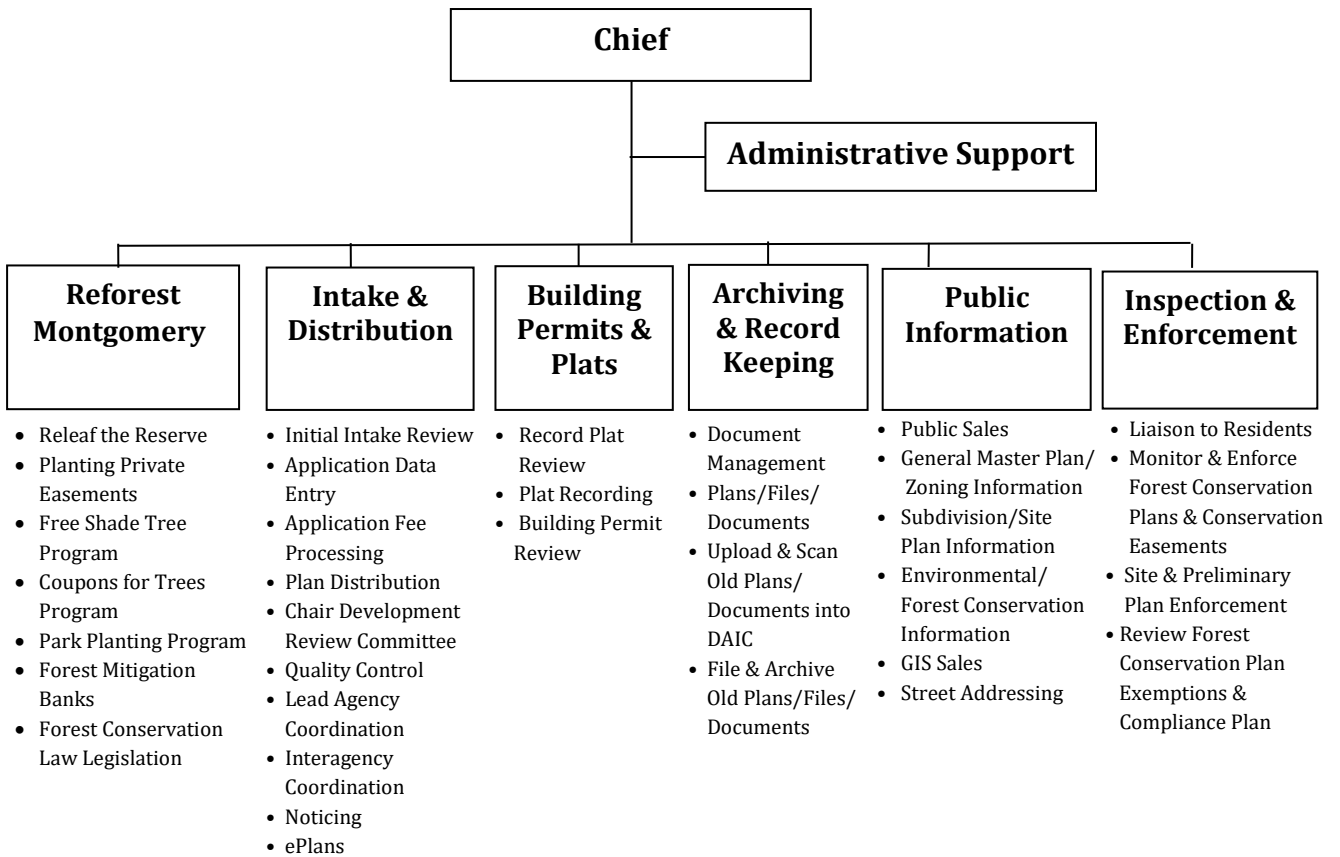 Chief
Administrative Support
Reforest
Montgomery
• Releaf the Reserve
• Planting Private
Easements
• Free Shade Tree
Program
• Coupons for Trees
Program
• Park Planting Program
• Forest Mitigation
Banks
• Forest Conservation
Law Legislation
Intake &
Distribution
• Initial Intake Review
• Application Data
Entry
• Application Fee
Processing
• Plan Distribution
• Chair Development
Review Committee
• Quality Control
• Lead Agency
Coordination
• Interagency
Coordination
• Noticing
• ePlans
Building
Permits &
Plats
• Record Plat
Review
• Plat Recording
• Building Permit
Review
Archiving
& Record
Keeping
• Document
Management
• Plans/Files/
Documents
• Upload & Scan
Old Plans/
Documents into
DAIC
• File & Archive
Old Plans/Files/
Documents
Public
Information
• Public Sales
• General Master Plan/
Zoning Information
• Subdivision/Site
Plan Information
• Environmental/
Forest Conservation
Information
• GIS Sales
• Street Addressing
Inspection &
Enforcement
• Liaison to Residents
• Monitor & Enforce
Forest Conservation
Plans & Conservation
Easements
• Site & Preliminary
Plan Enforcement
• Review Forest
Conservation Plan
Exemptions &
Compliance Plan